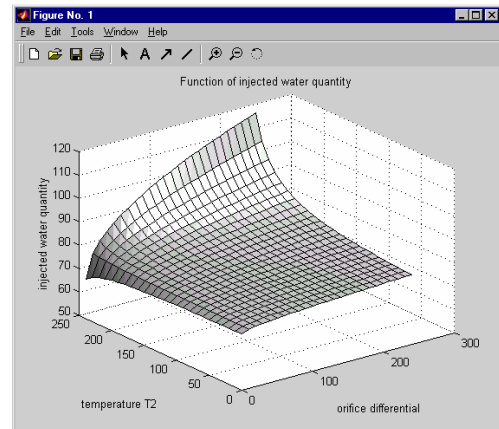 Figure No. 1
File Edit Tools Window Help
A
Function of injected water quantity
120
110
100
90
80
70
60
50
injected water quantity
250
200
150
100
50
0
temperature T2
0
100
200
300
orifice differential